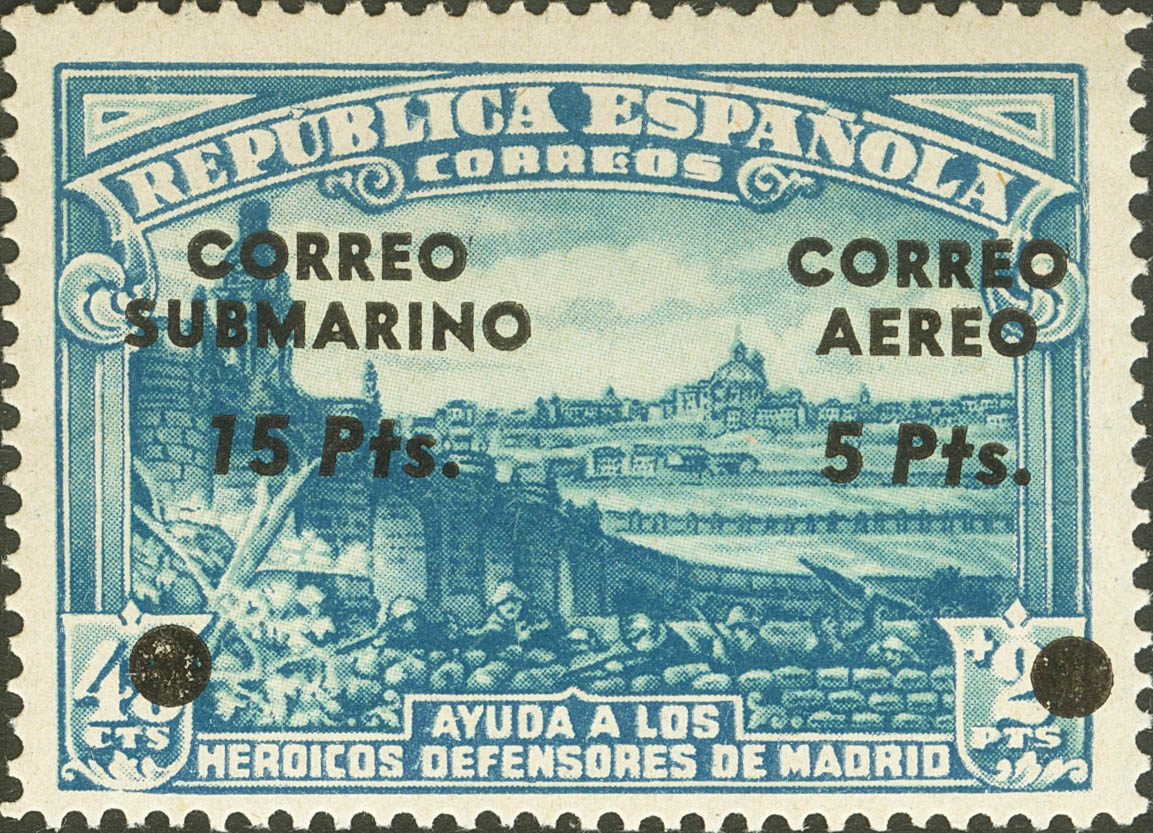 REPÚBLICA ESPAÑOLA
CORREOS
CORREO
SUBMARINO
15 Pts.
CORREO
AEREO
5 Pts.
CTS
+2
PTS
AYUDA A LOS
HEROICOS DEFENSORES DE MADRID